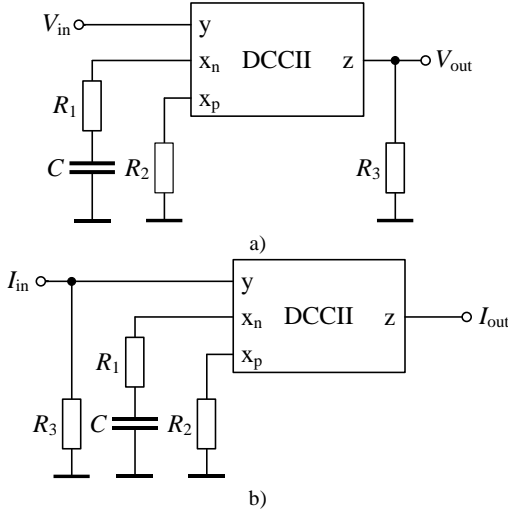 V_in
y
x_n
x_p
DCCII
z
V_out
R_1
C
R_2
R_3
a)
I_in
y
x_n
x_p
DCCII
z
I_out
R_1
R_3
C
R_2
b)